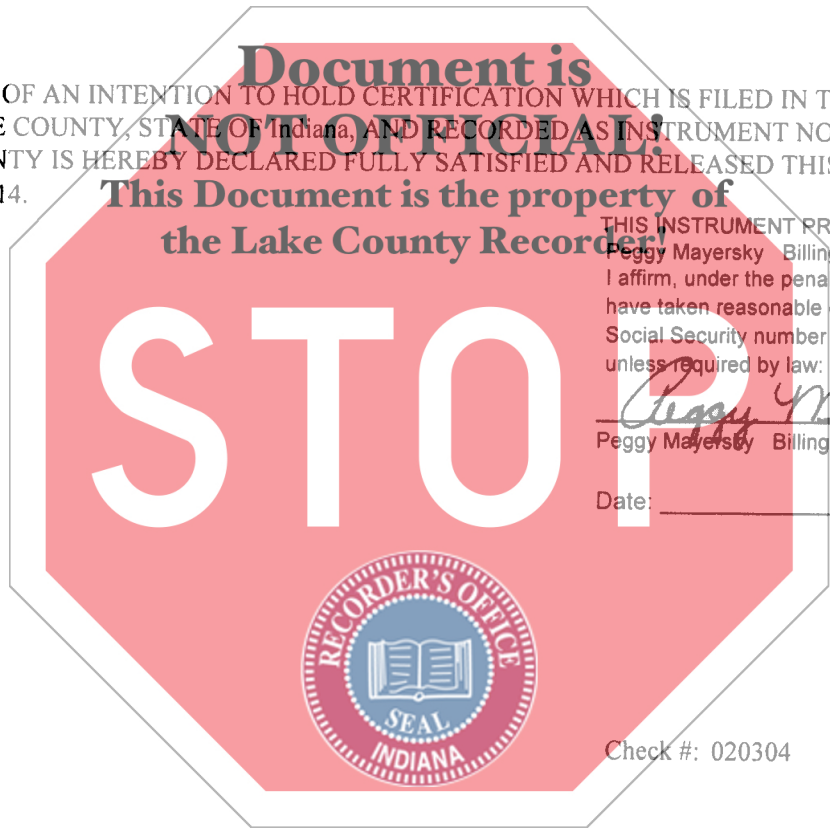 Document is
OF AN INTENTION TO HOLD CERTIFICATION WHICH IS FILED IN T
NOT OFFICIAL!
E COUNTY, STATE OF Indiana, AND RECORDED AS INSTRUMENT NO
NTY IS HEREBY DECLARED FULLY SATISFIED AND RELEASED THIS
14.
This Document is the property of
the Lake County Recorder!
THIS INSTRUMENT PR
Peggy Mayersky Billing
I affirm, under the pena
have taken reasonable
Social Security number
unless required by law:
Peggy M
Peggy Mayersky Billing
Date:
STOP
RECORDER'S OFFICE
SEAL
INDIANA
Check #: 020304